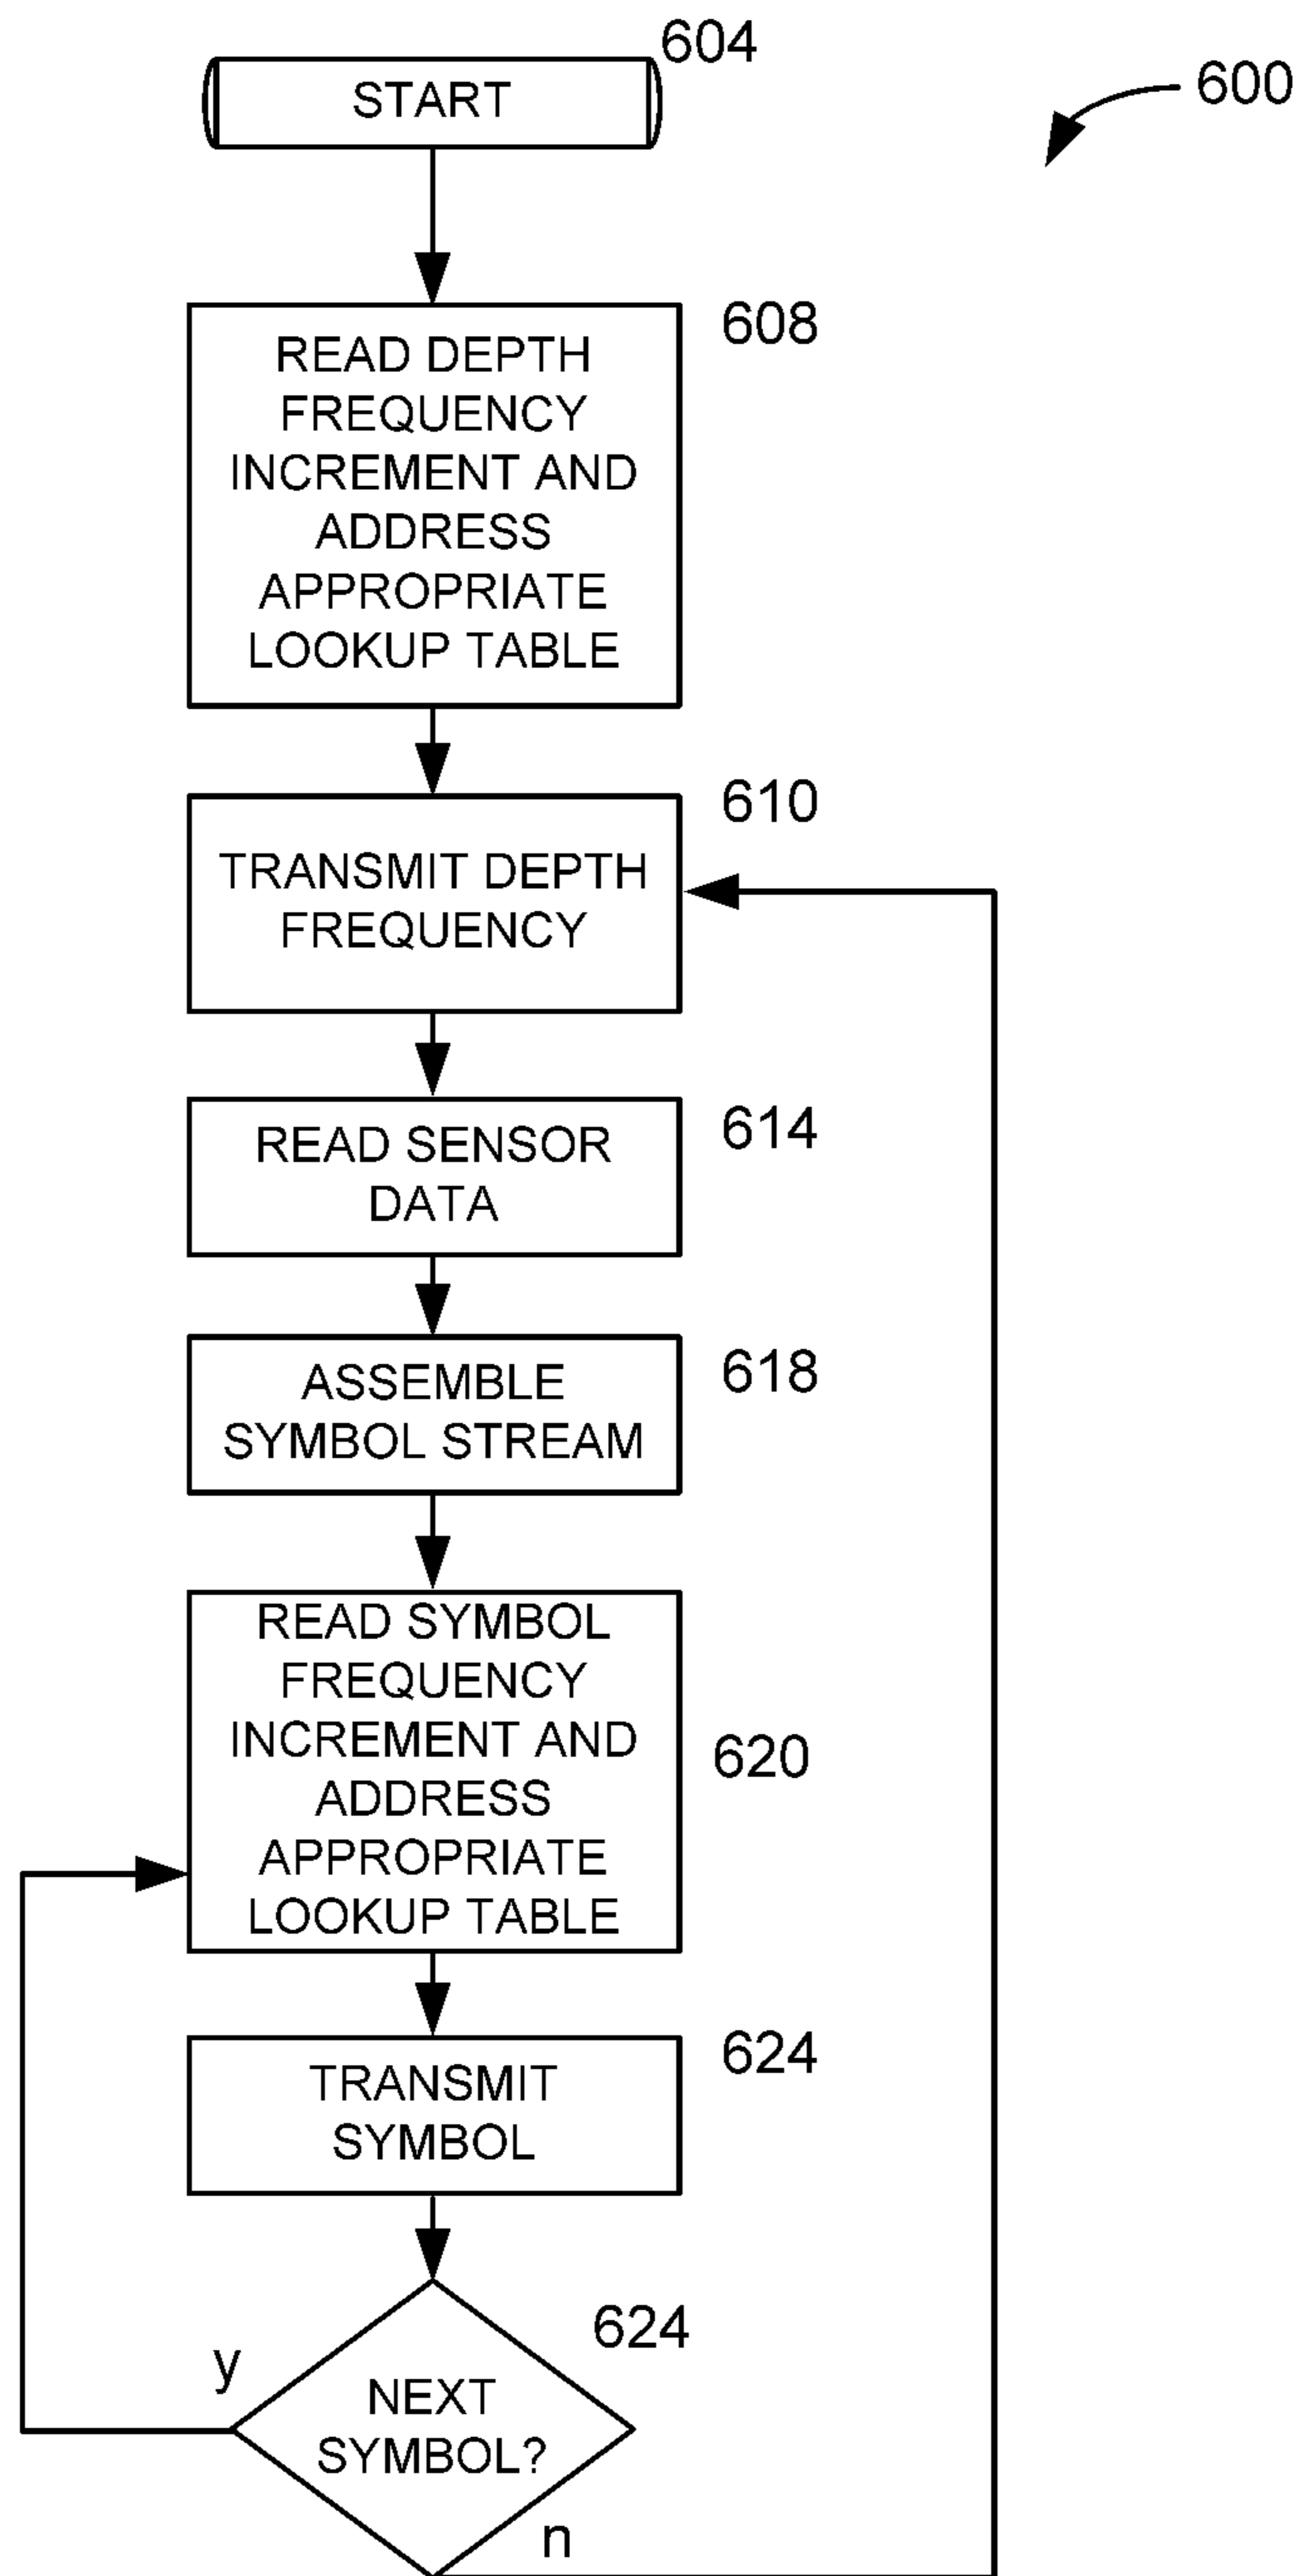 604
START
600
608
READ DEPTH
FREQUENCY
INCREMENT AND
ADDRESS
APPROPRIATE
LOOKUP TABLE
610
TRANSMIT DEPTH
FREQUENCY
614
READ SENSOR
DATA
618
ASSEMBLE
SYMBOL STREAM
READ SYMBOL
FREQUENCY
INCREMENT AND
620
ADDRESS
APPROPRIATE
LOOKUP TABLE
624
TRANSMIT
SYMBOL
624
y
NEXT
SYMBOL?
n